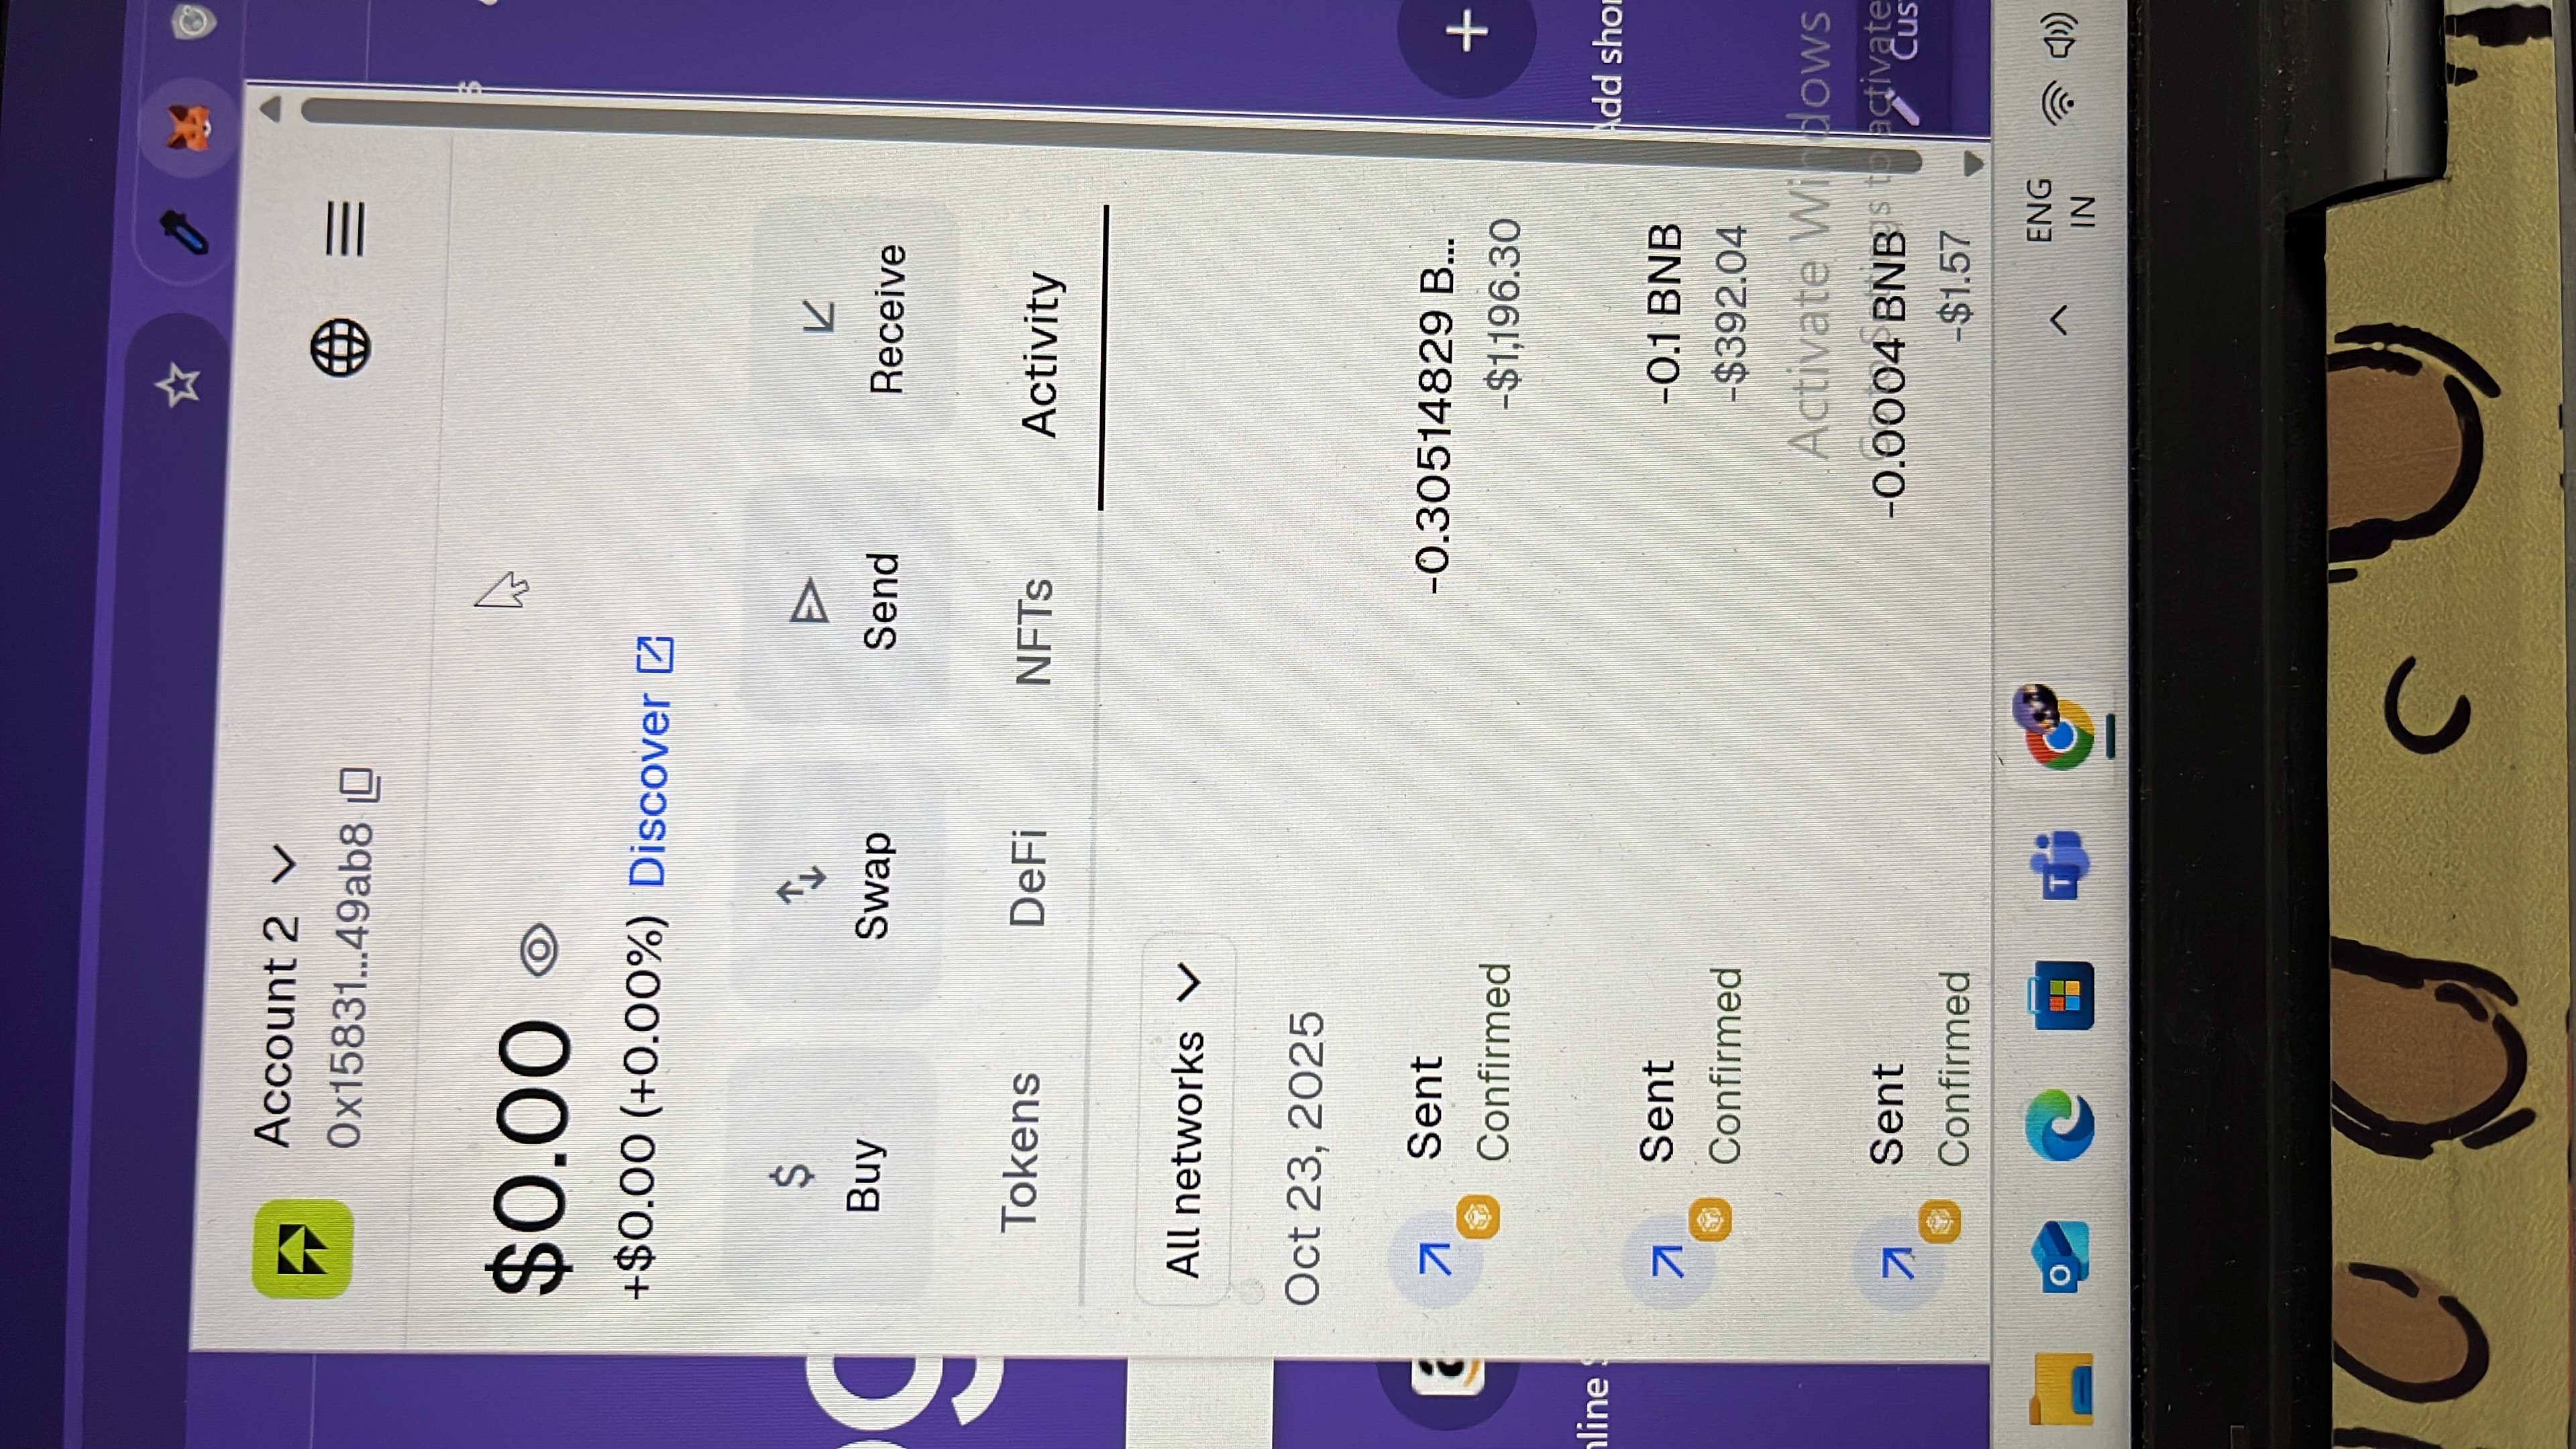 Account 2
0x15831...49ab8
$0.00
+$0.00 (+0.00%) Discover
$
Buy
Swap
Send
Receive
Tokens
DeFi
NFTs
Activity
All networks
Oct 23, 2025
Sent
-0.30514829 B...
Confirmed
-$1,196.30
Sent
-0.1 BNB
Confirmed
-$392.04
Activate Windows
Go to Settings to activate
Sent
-0.0004 BNB
Confirmed
-$1.57
nline S
Add shor
Cus
ENG
IN